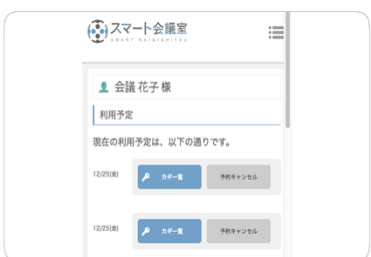 スマート会議室
SMART KAIGISHITSU
会議 花子 様
利用予定
現在の利用予定は、以下の通りです。
12/25(金)
カギ一覧
予約キャンセル
12/25(金)
カギ一覧
予約キャンセル